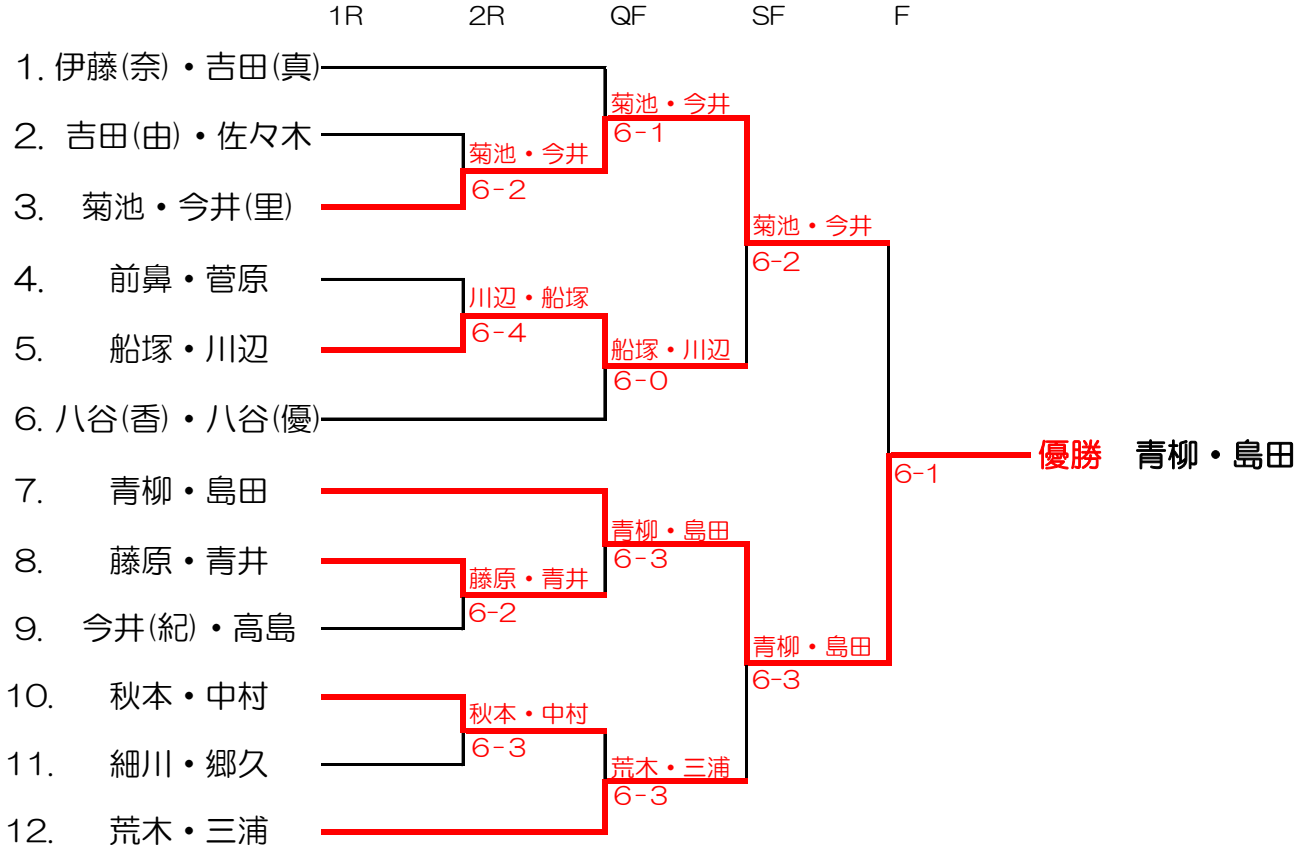 1R 2R QF SF F
1. 伊藤(奈)・吉田(真)
菊池・今井
2. 吉田(由)・佐々木
6-1
菊池・今井
6-2
3. 菊池・今井(里)
菊池・今井
6-2
4. 前鼻・菅原
川辺・船塚
6-4
5. 船塚・川辺
船塚・川辺
6-0
6. 八谷(香)・八谷(優)
優勝 青柳・島田
6-1
7. 青柳・島田
青柳・島田
6-3
8. 藤原・青井
藤原・青井
6-2
9. 今井(紀)・高島
青柳・島田
6-3
10. 秋本・中村
秋本・中村
6-3
11. 細川・郷久
荒木・三浦
6-3
12. 荒木・三浦